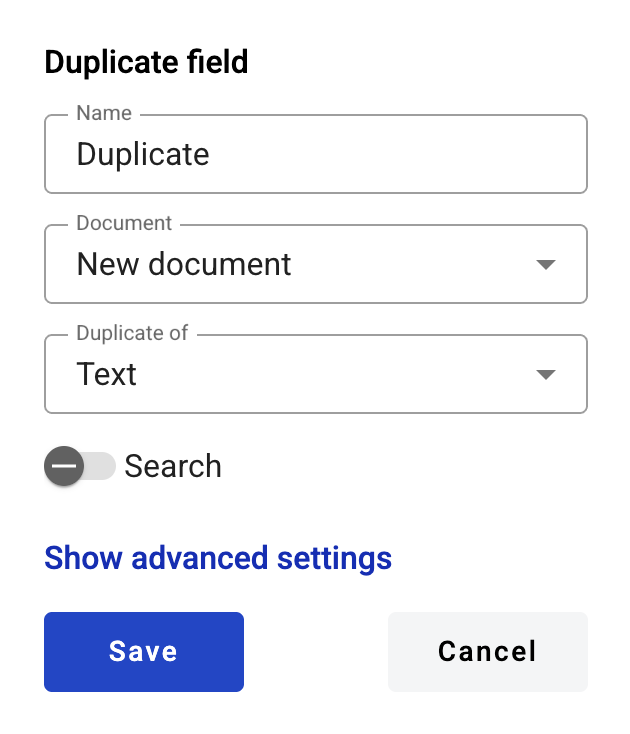 Duplicate field
Name
Duplicate
Document
New document
Duplicate of
Text
Search
Show advanced settings
Save
Cancel